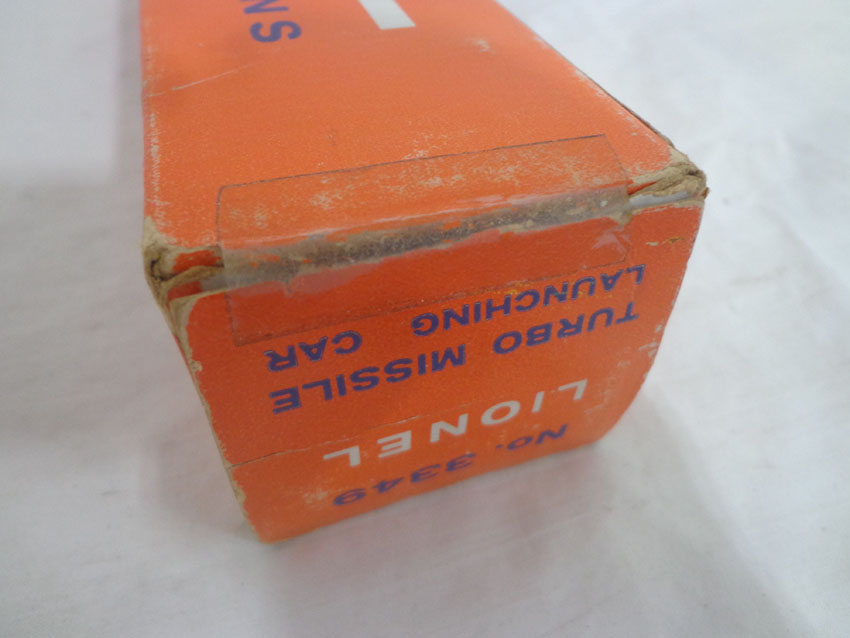 No. 3349
LIONEL
TURBO MISSILE
LAUNCHING CAR